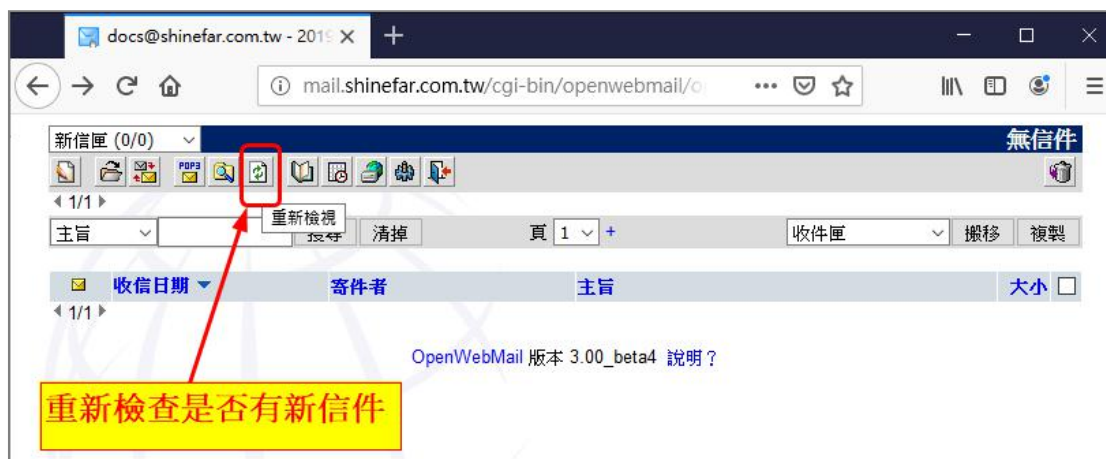 docs@shinefar.com.tw - 2019
mail.shinefar.com.tw/cgi-bin/openwebmail/o
新信匣 (0/0)
無信件
POP3
1/1
重新檢視
主旨
搜尋
清掉
頁 1 +
收件匣
搬移
複製
收信日期
寄件者
主旨
大小
1/1
OpenWebMail 版本 3.00_beta4 說明？
重新檢查是否有新信件